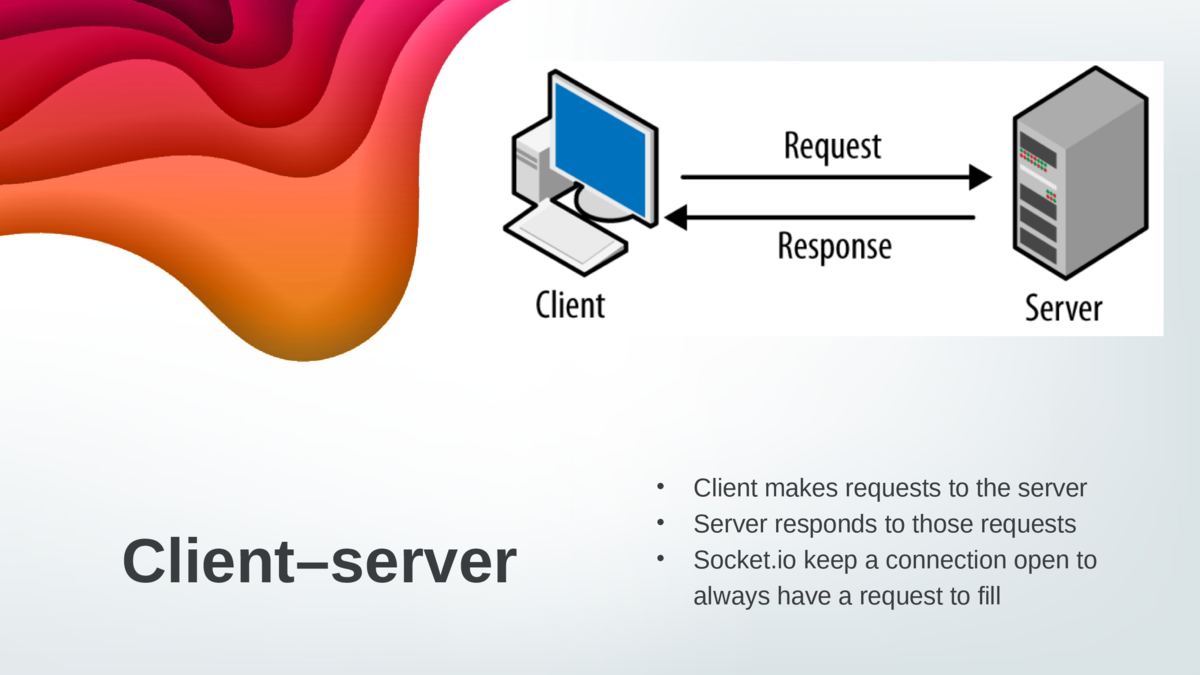 Request
Response
Client
Server
Client–server
• Client makes requests to the server
• Server responds to those requests
• Socket.io keep a connection open to
always have a request to fill